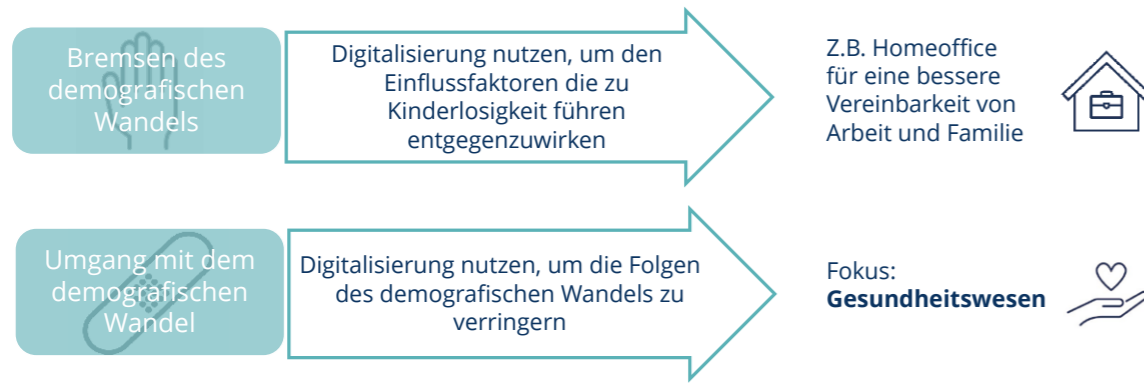 Bremsen des
demografischen
Wandels
Digitalisierung nutzen, um den
Einflussfaktoren die zu
Kinderlosigkeit führen
entgegenzuwirken
Z.B. Homeoffice
für eine bessere
Vereinbarkeit von
Arbeit und Familie
Umgang mit dem
demografischen
Wandel
Digitalisierung nutzen, um die Folgen
des demografischen Wandels zu
verringern
Fokus:
Gesundheitswesen